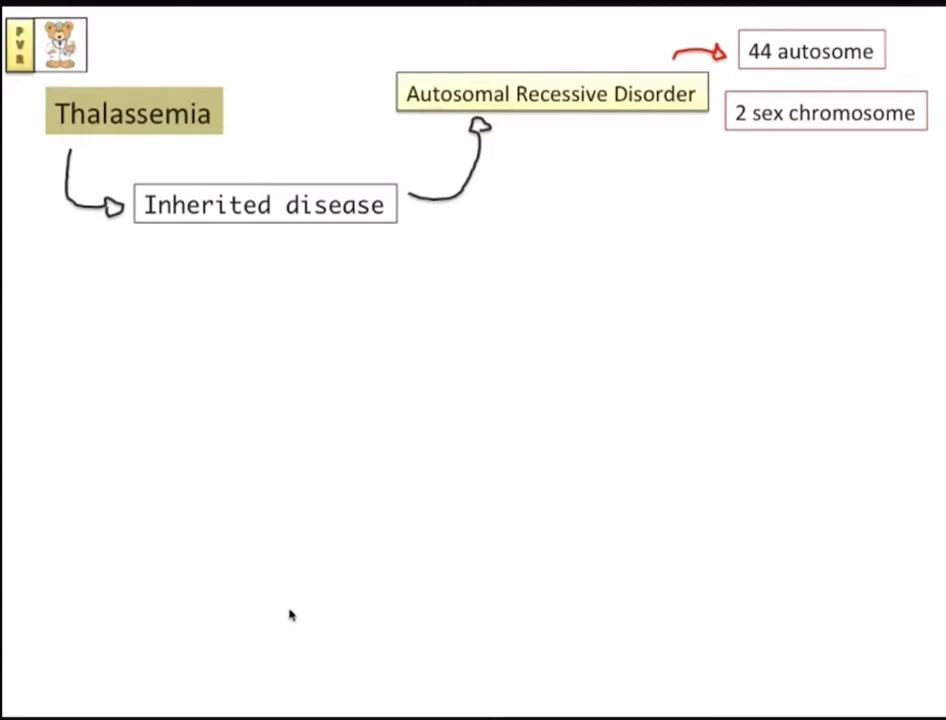 P
V
R
44 autosome
Autosomal Recessive Disorder
Thalassemia
2 sex chromosome
Inherited disease